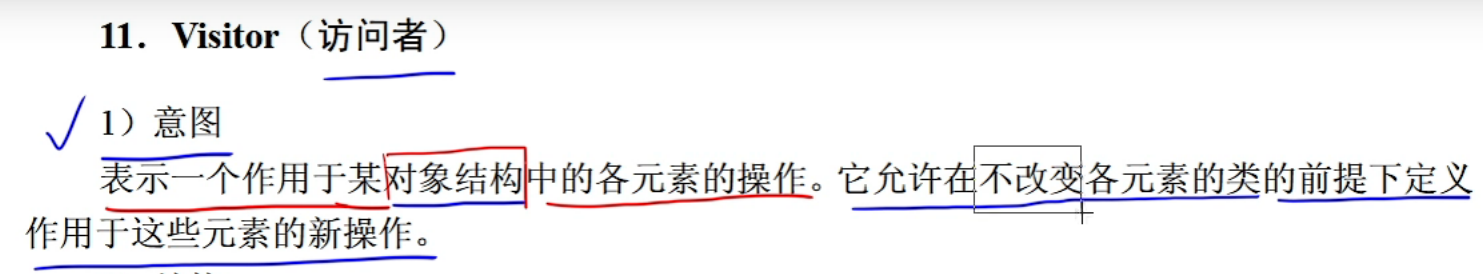 11．Visitor（访问者）
1）意图
表示一个作用于某对象结构中的各元素的操作。它允许在不改变各元素的类的前提下定义
作用于这些元素的新操作。